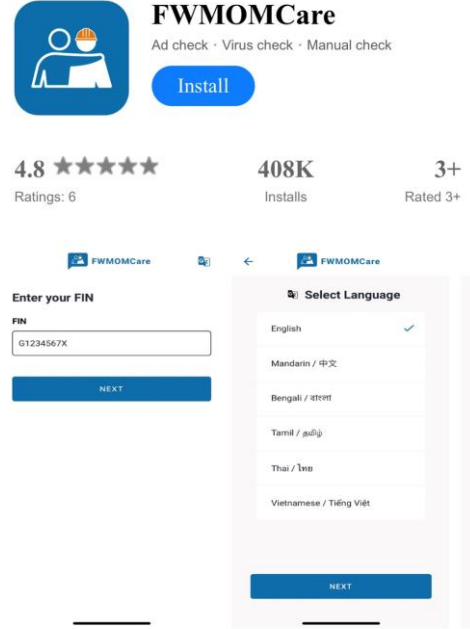 FWMOMCare
Ad check · Virus check · Manual check
Install
4.8 ★★★★★
Ratings: 6
408K
Installs
3+
Rated 3+
FWMOMCare
Enter your FIN
FIN
G1234567X
NEXT
FWMOMCare
Select Language
English
Mandarin / 中文
Bengali / বাংলা
Tamil / தமிழ்
Thai / ไทย
Vietnamese / Tiếng Việt
NEXT